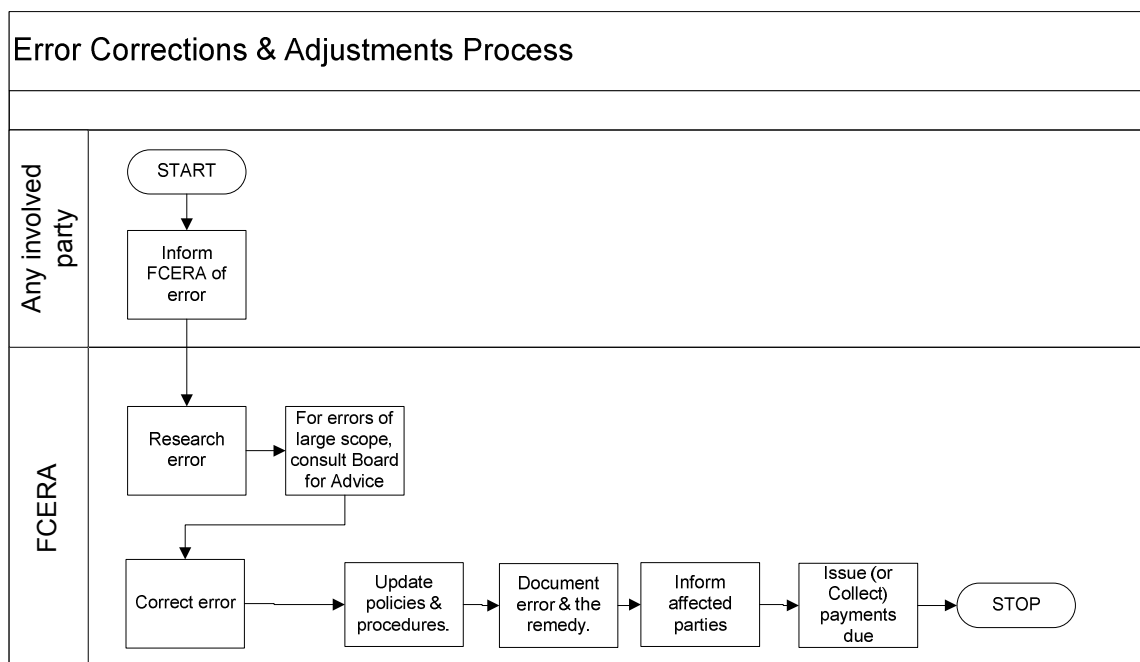 Error Corrections & Adjustments Process
Any involved
party
START
Inform
FCERA of
error
FCERA
Research
error
For errors of
large scope,
consult Board
for Advice
Correct error
Update
policies &
procedures.
Document
error & the
remedy.
Inform
affected
parties
Issue (or
Collect)
payments
due
STOP